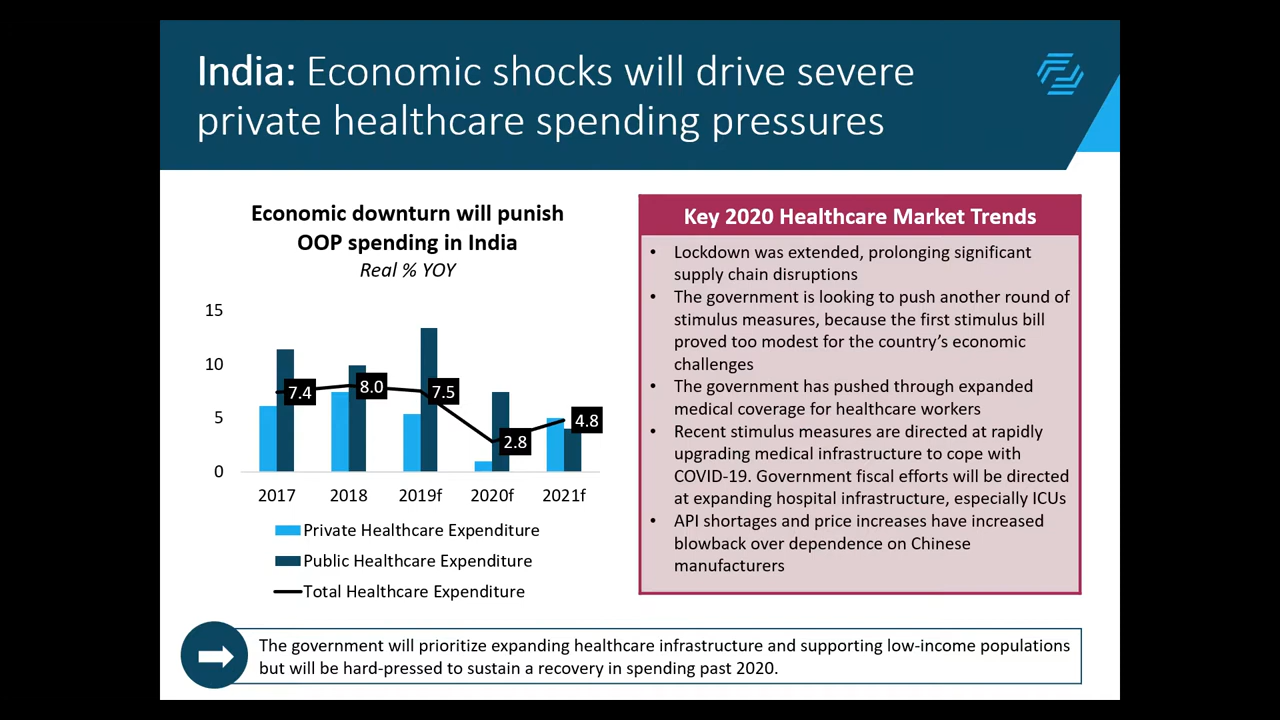 India: Economic shocks will drive severe
private healthcare spending pressures
Economic downturn will punish
OOP spending in India
Real % YOY
15
10
5
0
7.4
8.0
7.5
2.8
4.8
2017
2018
2019f
2020f
2021f
Private Healthcare Expenditure
Public Healthcare Expenditure
Total Healthcare Expenditure
Key 2020 Healthcare Market Trends
• Lockdown was extended, prolonging significant
supply chain disruptions
• The government is looking to push another round of
stimulus measures, because the first stimulus bill
proved too modest for the country’s economic
challenges
• The government has pushed through expanded
medical coverage for healthcare workers
• Recent stimulus measures are directed at rapidly
upgrading medical infrastructure to cope with
COVID-19. Government fiscal efforts will be directed
at expanding hospital infrastructure, especially ICUs
• API shortages and price increases have increased
blowback over dependence on Chinese
manufacturers
The government will prioritize expanding healthcare infrastructure and supporting low-income populations
but will be hard-pressed to sustain a recovery in spending past 2020.